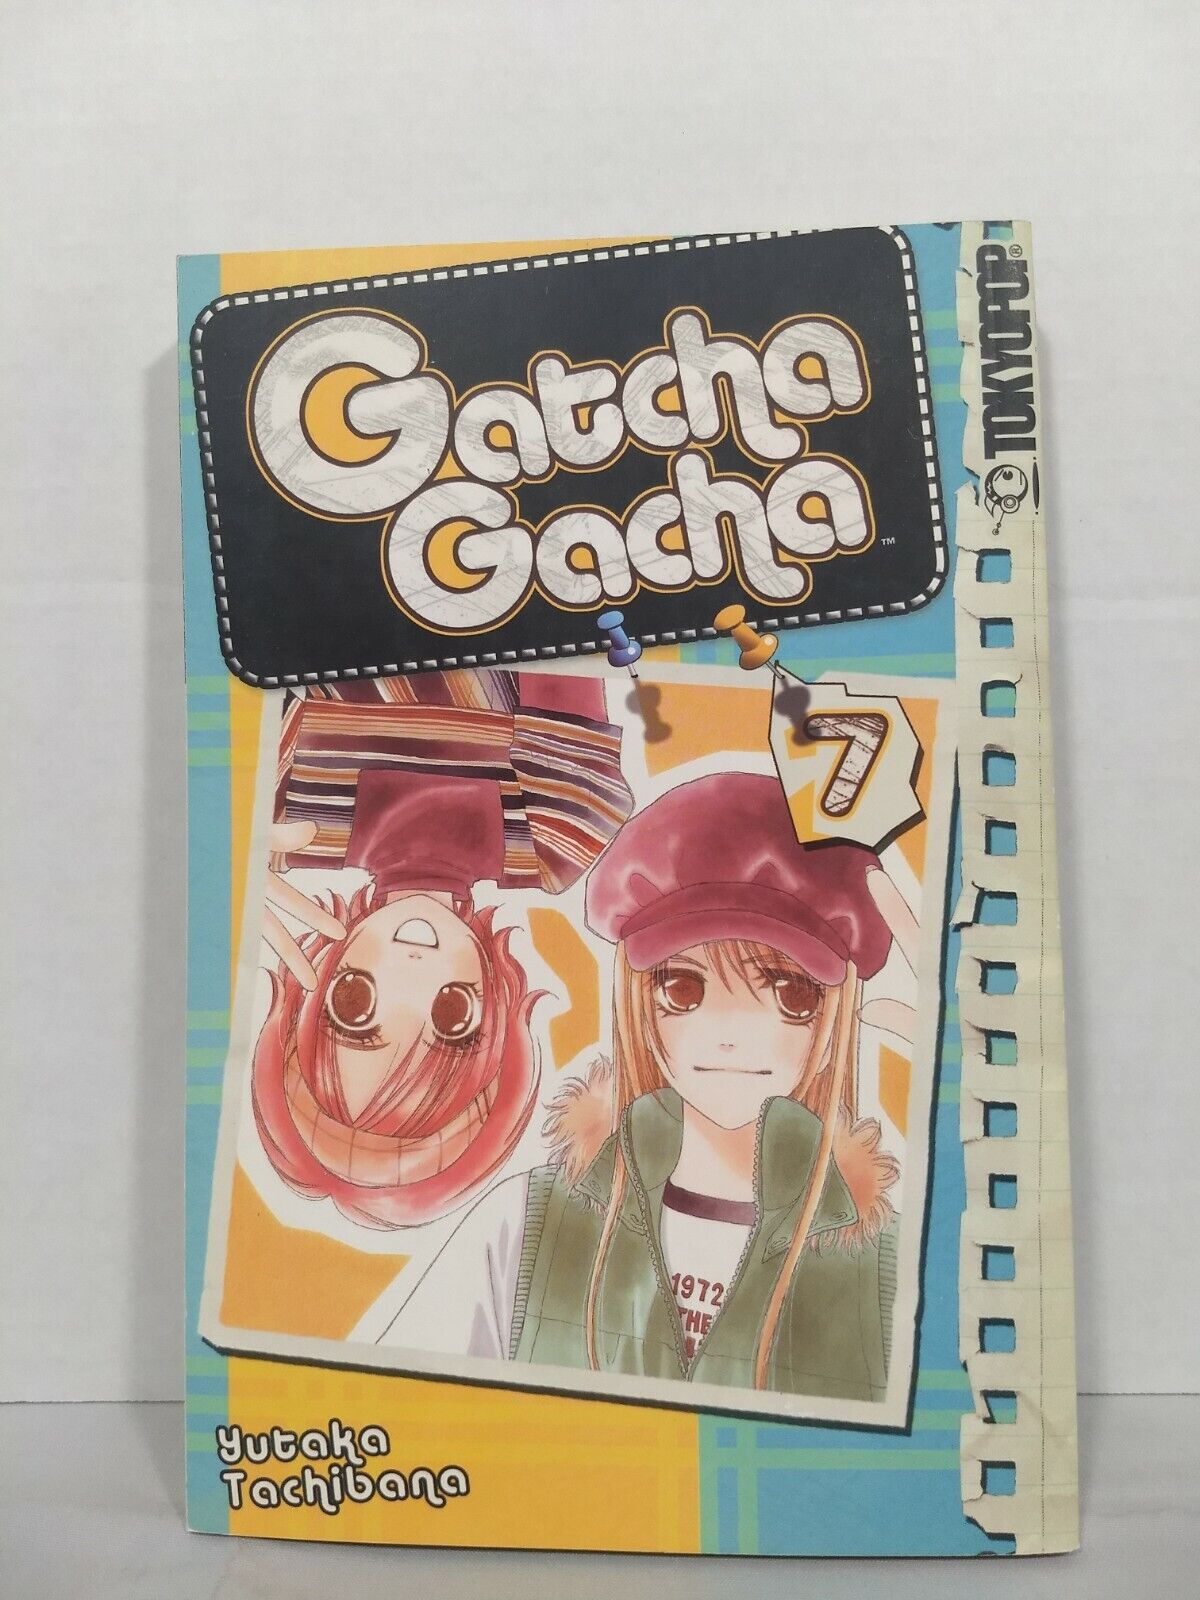 Gatcha
Gacha
™
TOKYOPOP®
7
1972
THE
Yutaka
Tachibana